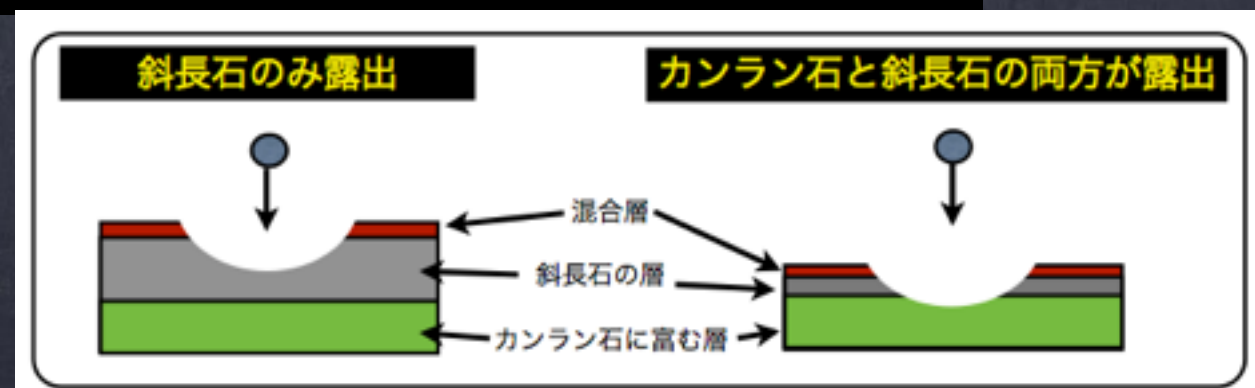 斜長石のみ露出
カンラン石と斜長石の両方が露出
混合層
斜長石の層
カンラン石に富む層